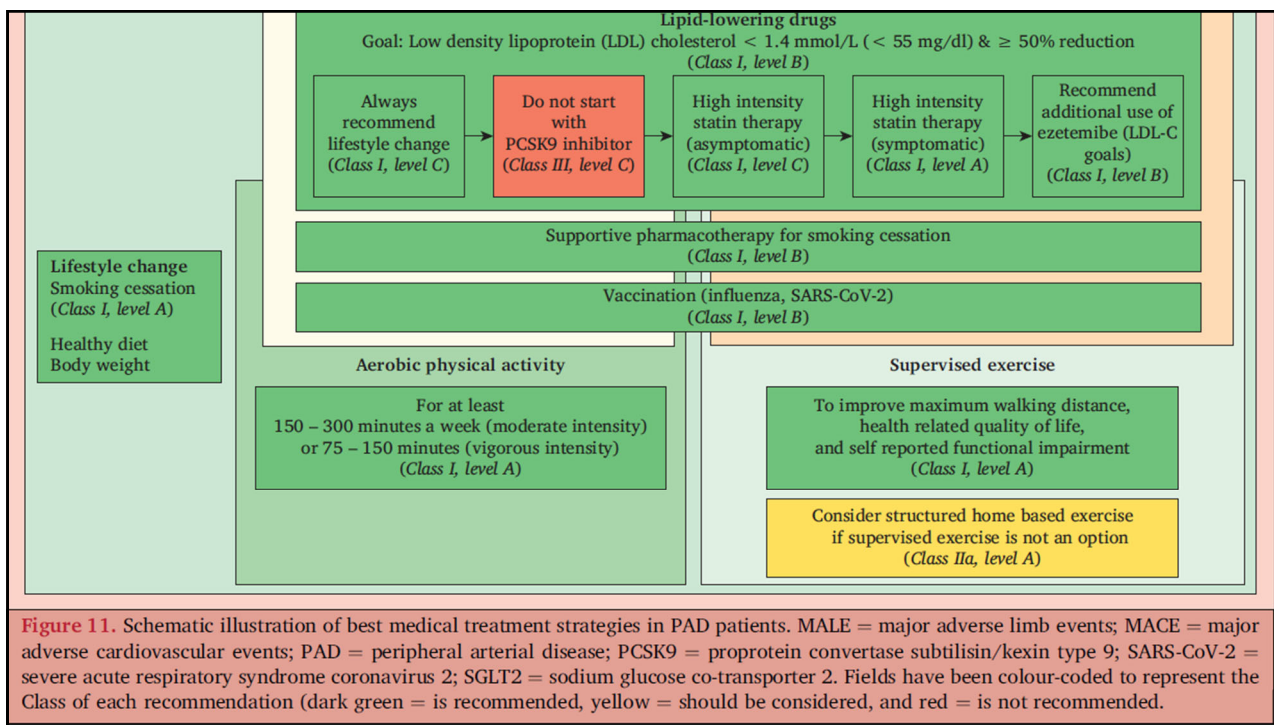 Lipid-lowering drugs
Goal: Low density lipoprotein (LDL) cholesterol < 1.4 mmol/L (< 55 mg/dl) & ≥ 50% reduction
(Class I, level B)
Always
recommend
lifestyle change
(Class I, level C)
Do not start
with
PCSK9 inhibitor
(Class III, level C)
High intensity
statin therapy
(asymptomatic)
(Class I, level C)
High intensity
statin therapy
(symptomatic)
(Class I, level A)
Recommend
additional use of
ezetemibe (LDL-C
goals)
(Class I, level B)
Supportive pharmacotherapy for smoking cessation
(Class I, level B)
Vaccination (influenza, SARS-CoV-2)
(Class I, level B)
Lifestyle change
Smoking cessation
(Class I, level A)
Healthy diet
Body weight
Aerobic physical activity
For at least
150 – 300 minutes a week (moderate intensity)
or 75 – 150 minutes (vigorous intensity)
(Class I, level A)
Supervised exercise
To improve maximum walking distance,
health related quality of life,
and self reported functional impairment
(Class I, level A)
Consider structured home based exercise
if supervised exercise is not an option
(Class IIa, level A)
Figure 11. Schematic illustration of best medical treatment strategies in PAD patients. MALE = major adverse limb events; MACE = major
adverse cardiovascular events; PAD = peripheral arterial disease; PCSK9 = proprotein convertase subtilisin/kexin type 9; SARS-CoV-2 =
severe acute respiratory syndrome coronavirus 2; SGLT2 = sodium glucose co-transporter 2. Fields have been colour-coded to represent the
Class of each recommendation (dark green = is recommended, yellow = should be considered, and red = is not recommended.